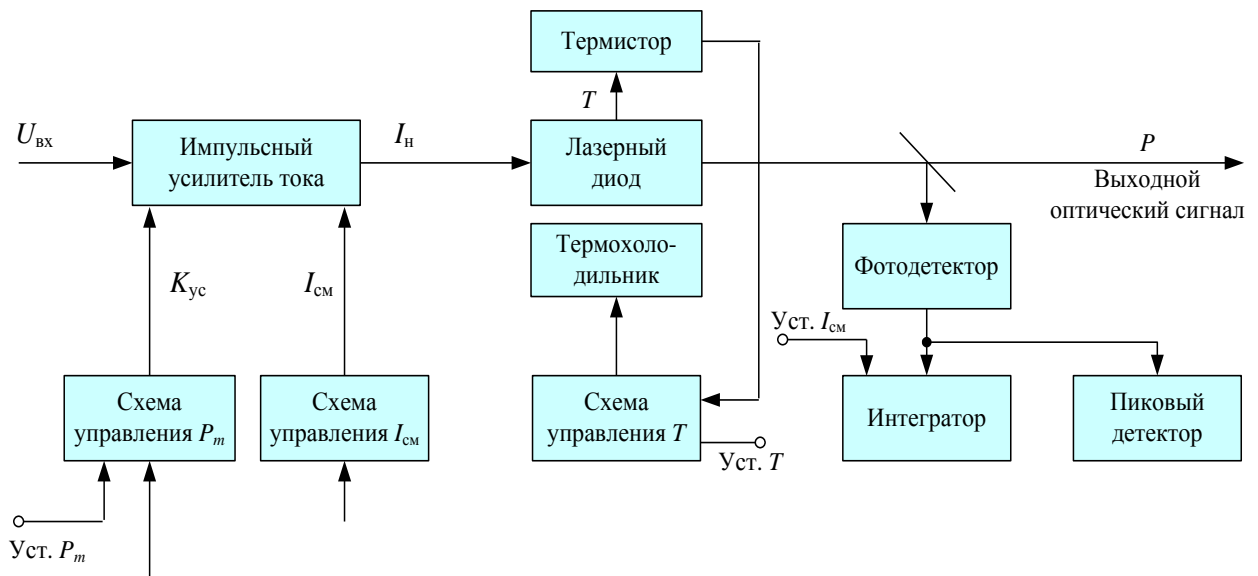 Термистор
T
Uвх
Импульсный
усилитель тока
Iн
Лазерный
диод
P
Выходной
оптический сигнал
Термохоло-
дильник
Фотодетектор
Kус
Iсм
Уст. Iсм
Схема
управления Pm
Схема
управления Iсм
Схема
управления T
Интегратор
Пиковый
детектор
Уст. T
Уст. Pm